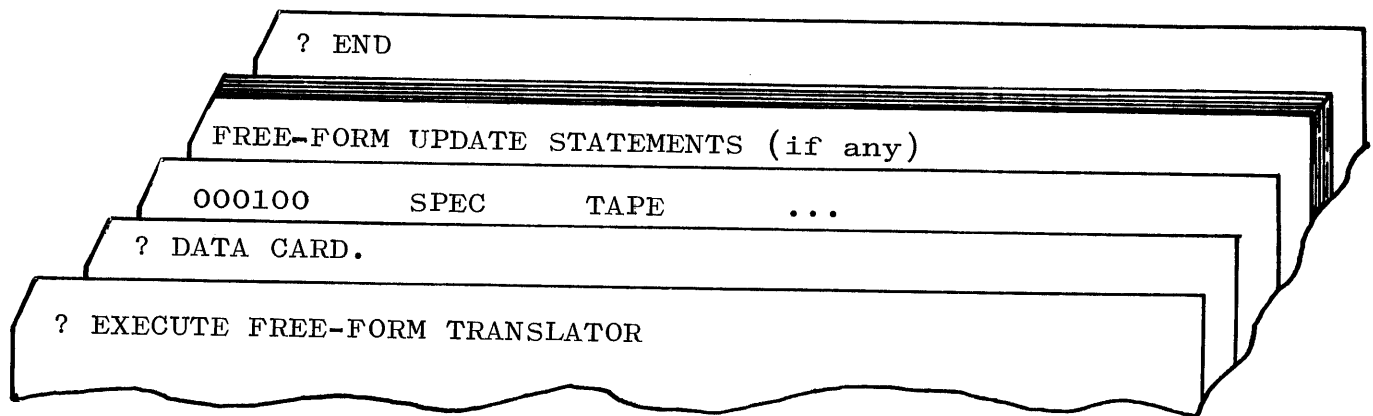 ? END
FREE-FORM UPDATE STATEMENTS (if any)
000100 SPEC TAPE ...
? DATA CARD.
? EXECUTE FREE-FORM TRANSLATOR